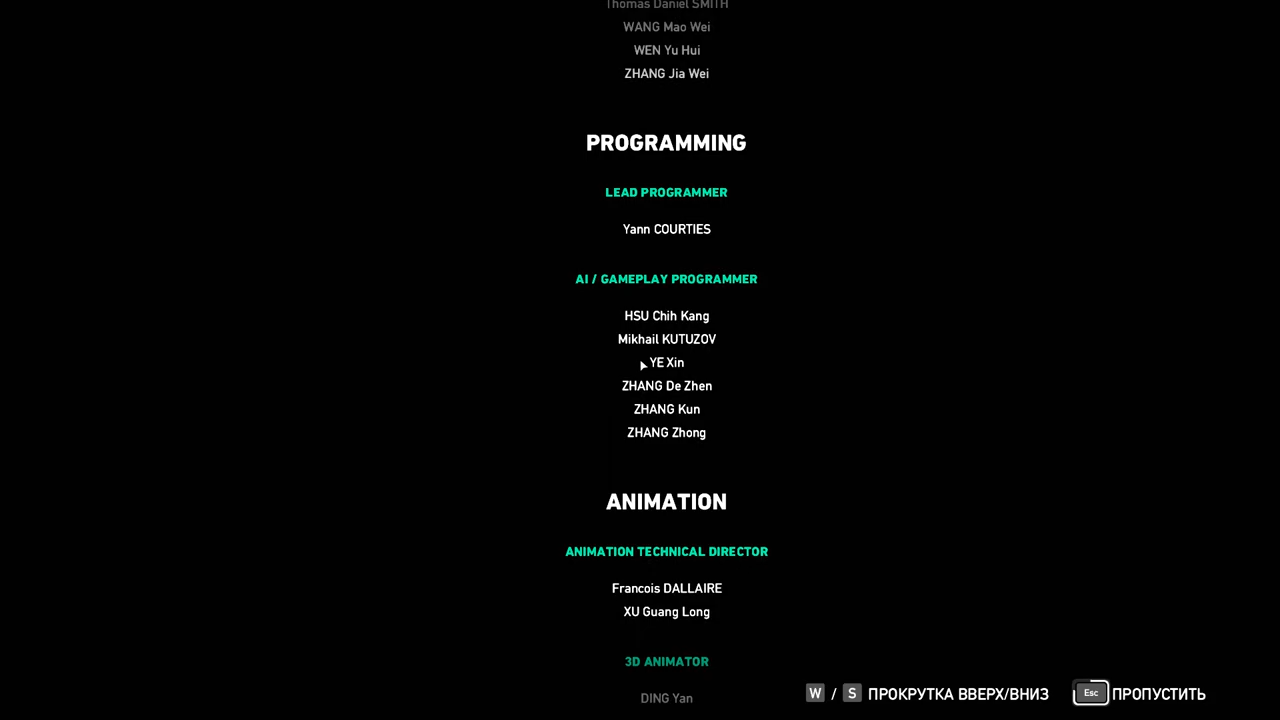 Thomas Daniel SMITH
WANG Mao Wei
WEN Yu Hui
ZHANG Jia Wei
PROGRAMMING
LEAD PROGRAMMER
Yann COURTIES
AI / GAMEPLAY PROGRAMMER
HSU Chih Kang
Mikhail KUTUZOV
YE Xin
ZHANG De Zhen
ZHANG Kun
ZHANG Zhong
ANIMATION
ANIMATION TECHNICAL DIRECTOR
Francois DALLAIRE
XU Guang Long
3D ANIMATOR
DING Yan
W / S ПРОКРУТКА ВВЕРХ/ВНИЗ Esc ПРОПУСТИТЬ